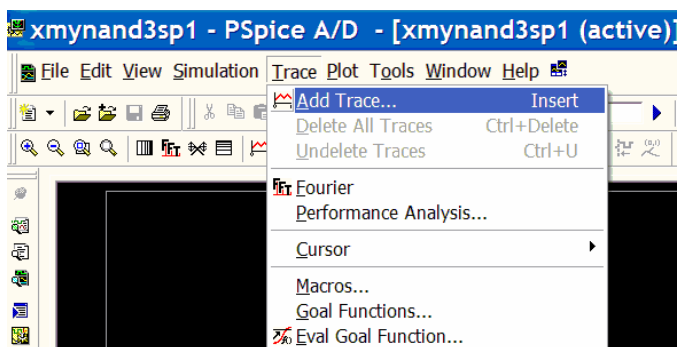 xmynand3sp1 - PSpice A/D - [xmynand3sp1 (active)]
File Edit View Simulation Trace Plot Tools Window Help
Add Trace... Insert
Delete All Traces Ctrl+Delete
Undelete Traces Ctrl+U
FFT Fourier
Performance Analysis...
Cursor
Macros...
Goal Functions...
Eval Goal Function...